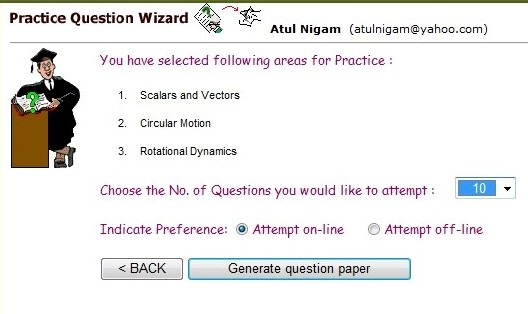 Practice Question Wizard
Atul Nigam (atulnigam@yahoo.com)
You have selected following areas for Practice :
1. Scalars and Vectors
2. Circular Motion
3. Rotational Dynamics
Choose the No. of Questions you would like to attempt : 10
Indicate Preference: Attempt on-line Attempt off-line
< BACK Generate question paper